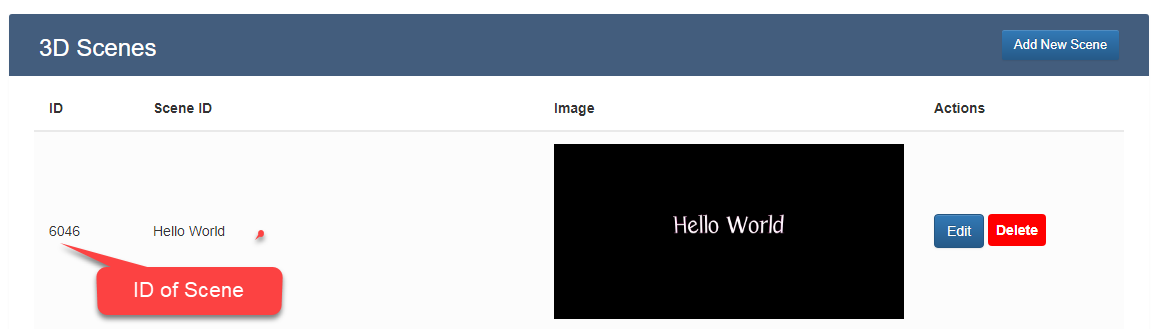 3D Scenes
Add New Scene
ID Scene ID Image Actions
6046 Hello World Hello World Edit Delete
ID of Scene